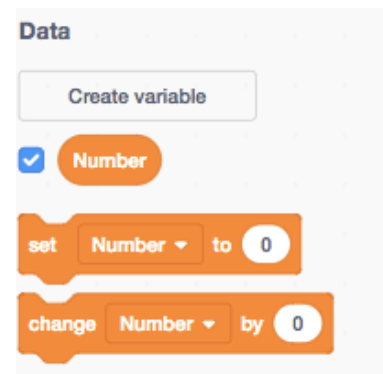 Data
Create variable
Number
set Number to 0
change Number by 0